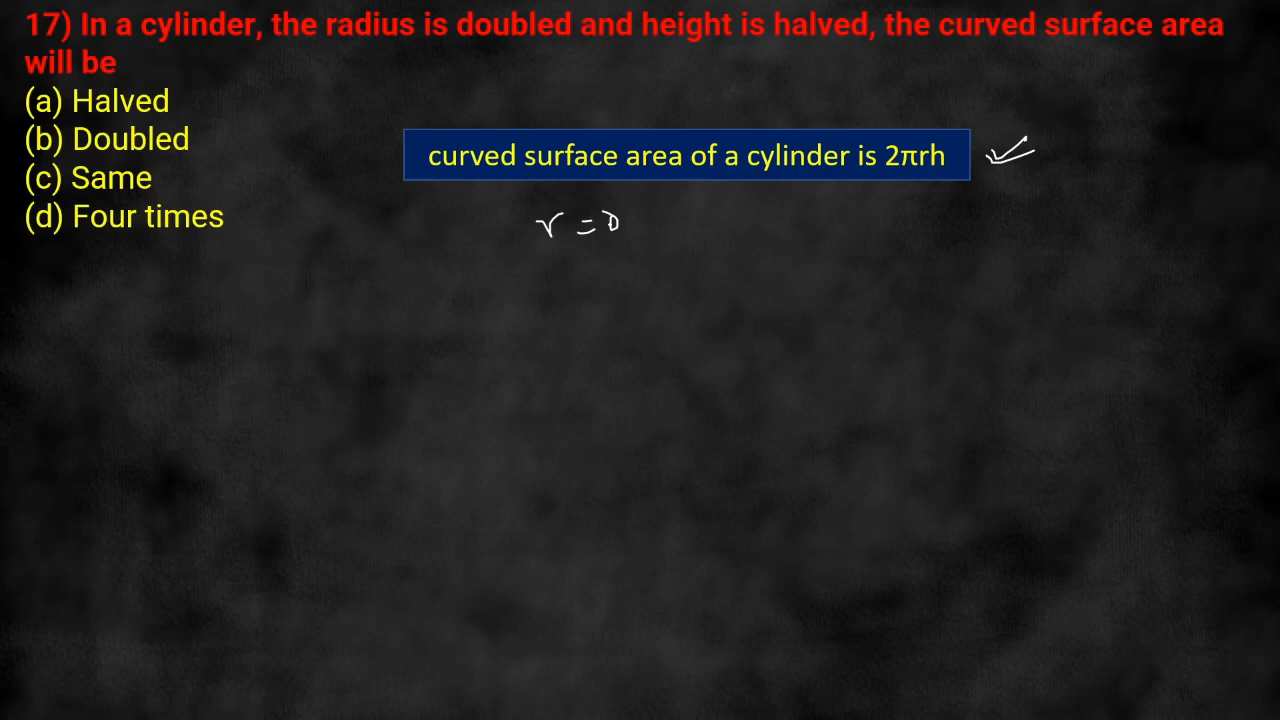 17) In a cylinder, the radius is doubled and height is halved, the curved surface area
will be
(a) Halved
(b) Doubled
(c) Same
(d) Four times
curved surface area of a cylinder is 2πrh
r =